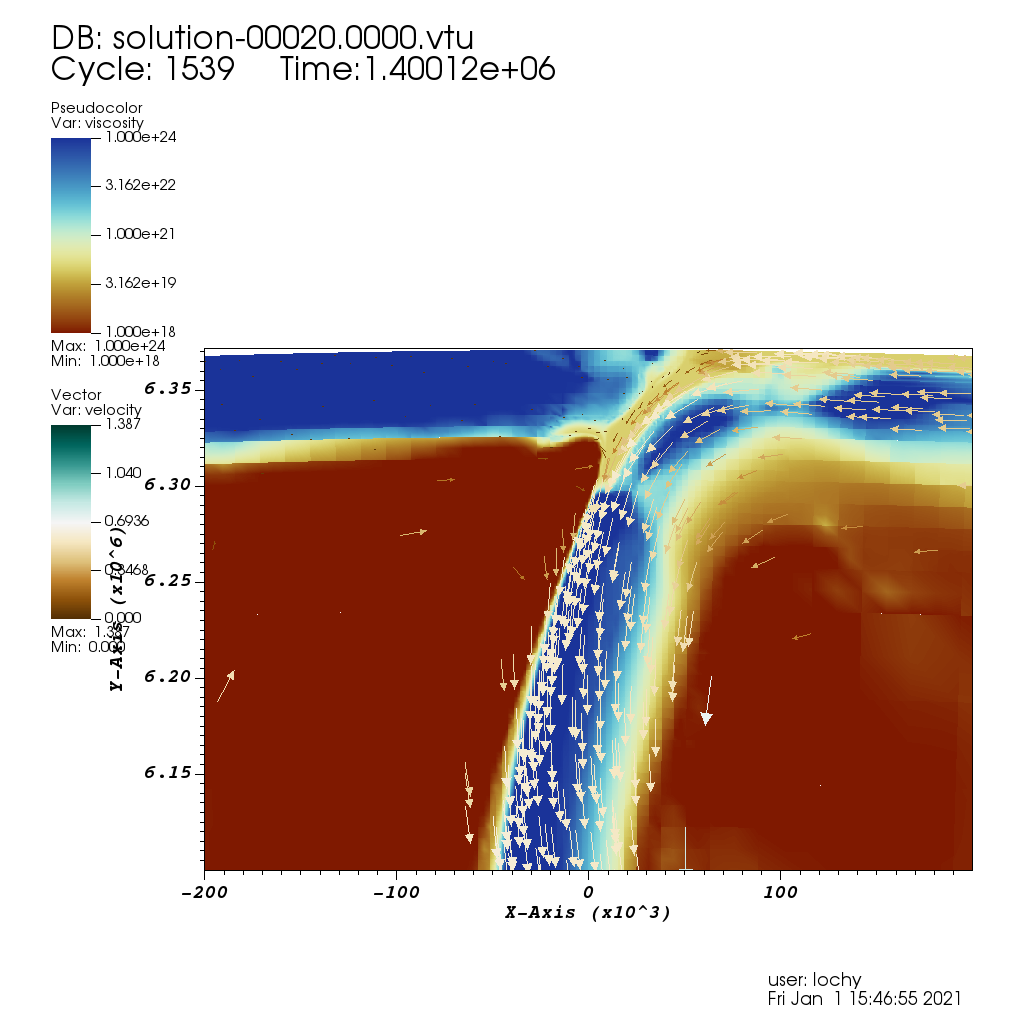 DB: solution-00020.0000.vtu
Cycle: 1539 Time:1.40012e+06
Pseudocolor
Var: viscosity
1.000e+24
3.162e+22
1.000e+21
3.162e+19
1.000e+18
Max: 1.000e+24
Min: 1.000e+18
Vector
Var: velocity
1.387
1.040
0.6936
0.3468
0.000
Max: 1.387
Min: 0.000
Y-Axis (x10^6)
6.35
6.30
6.25
6.20
6.15
-200
-100
0
100
X-Axis (x10^3)
user: lochy
Fri Jan 1 15:46:55 2021